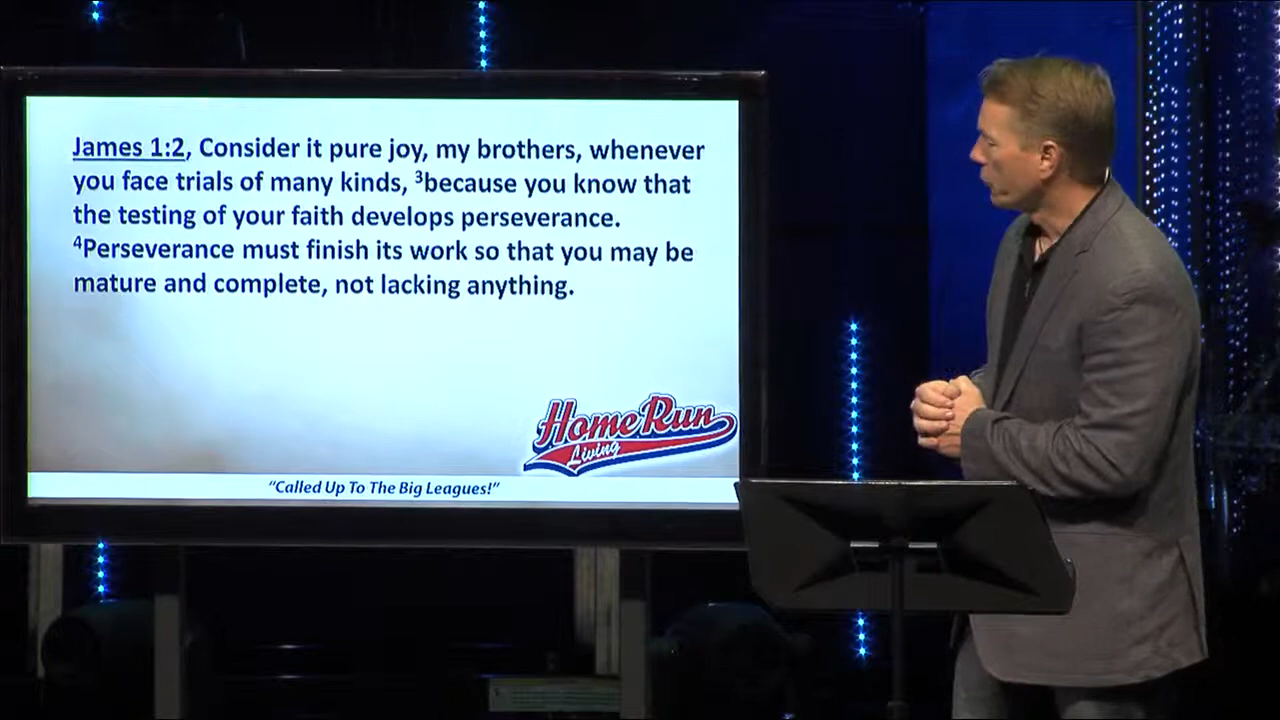 James 1:2, Consider it pure joy, my brothers, whenever
you face trials of many kinds, ³because you know that
the testing of your faith develops perseverance.
⁴Perseverance must finish its work so that you may be
mature and complete, not lacking anything.
Home Run
Living
“Called Up To The Big Leagues!”